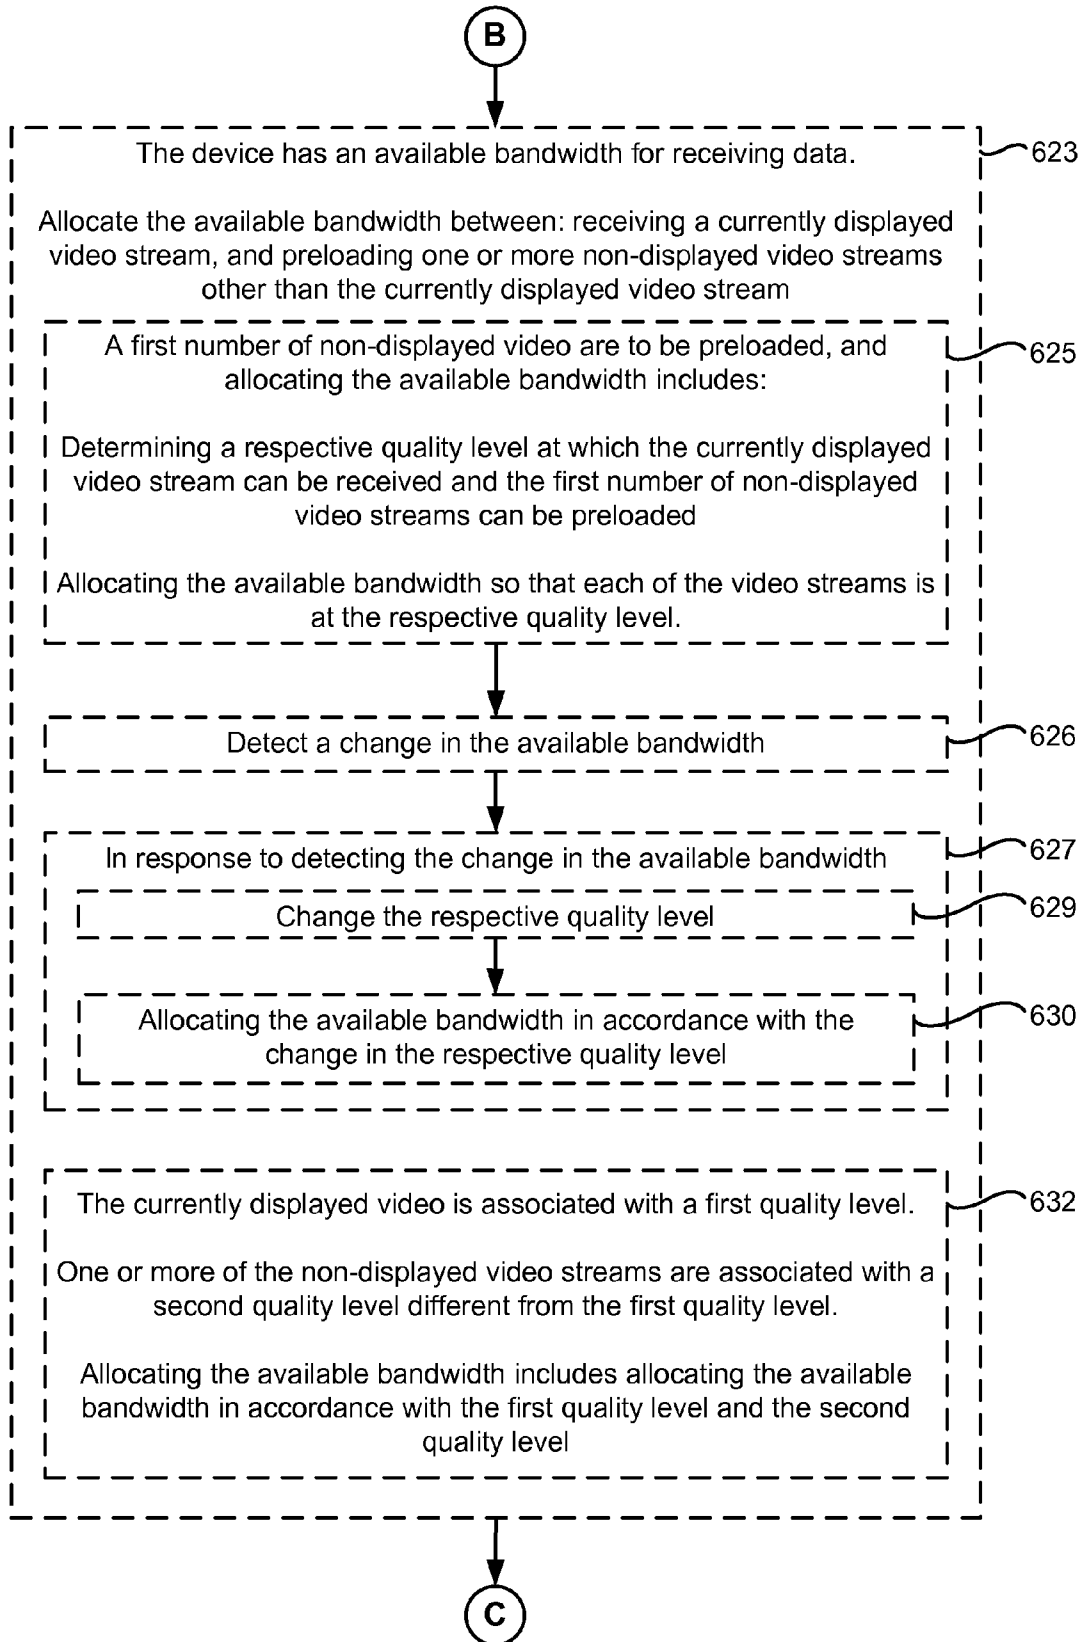 B
The device has an available bandwidth for receiving data.
623
Allocate the available bandwidth between: receiving a currently displayed
video stream, and preloading one or more non-displayed video streams
other than the currently displayed video stream
A first number of non-displayed video are to be preloaded, and
625
allocating the available bandwidth includes:
Determining a respective quality level at which the currently displayed
video stream can be received and the first number of non-displayed
video streams can be preloaded
Allocating the available bandwidth so that each of the video streams is
at the respective quality level.
Detect a change in the available bandwidth
626
In response to detecting the change in the available bandwidth
627
Change the respective quality level
629
Allocating the available bandwidth in accordance with the
630
change in the respective quality level
The currently displayed video is associated with a first quality level.
632
One or more of the non-displayed video streams are associated with a
second quality level different from the first quality level.
Allocating the available bandwidth includes allocating the available
bandwidth in accordance with the first quality level and the second
quality level
C